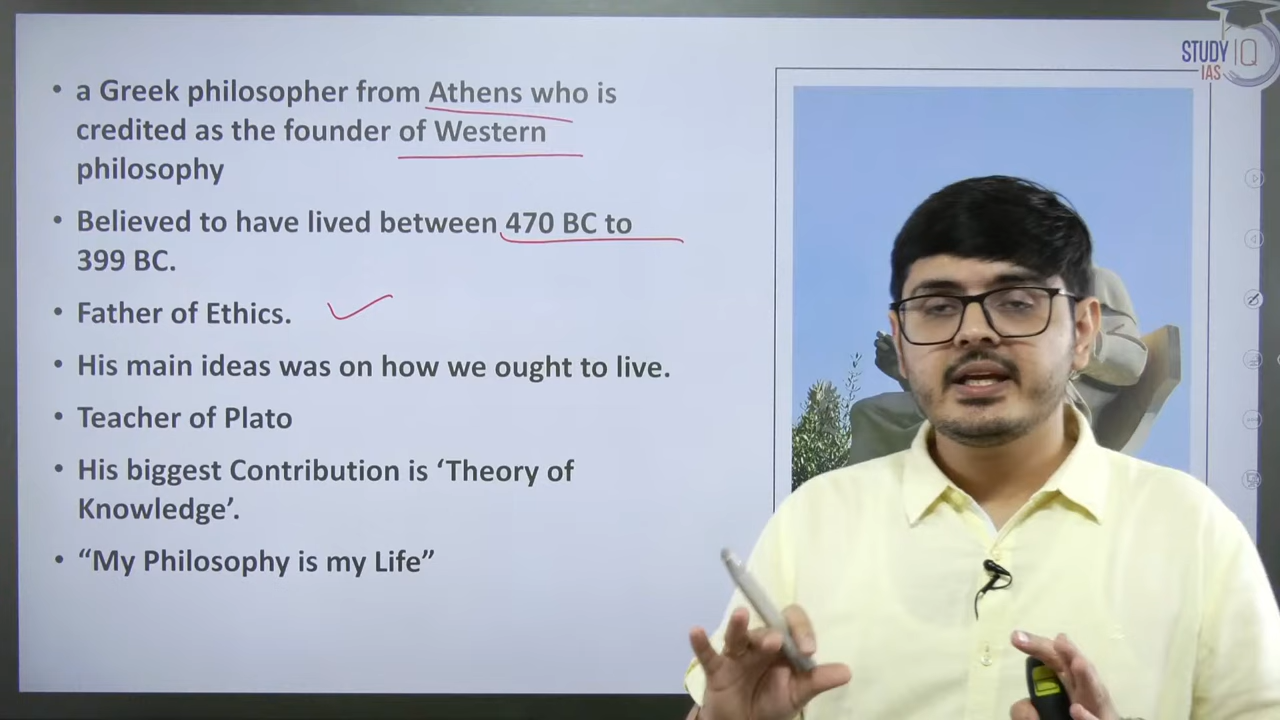 • a Greek philosopher from Athens who is
credited as the founder of Western
philosophy
• Believed to have lived between 470 BC to
399 BC.
• Father of Ethics.
• His main ideas was on how we ought to live.
• Teacher of Plato
• His biggest Contribution is ‘Theory of
Knowledge’.
• “My Philosophy is my Life”
STUDY IQ
IAS